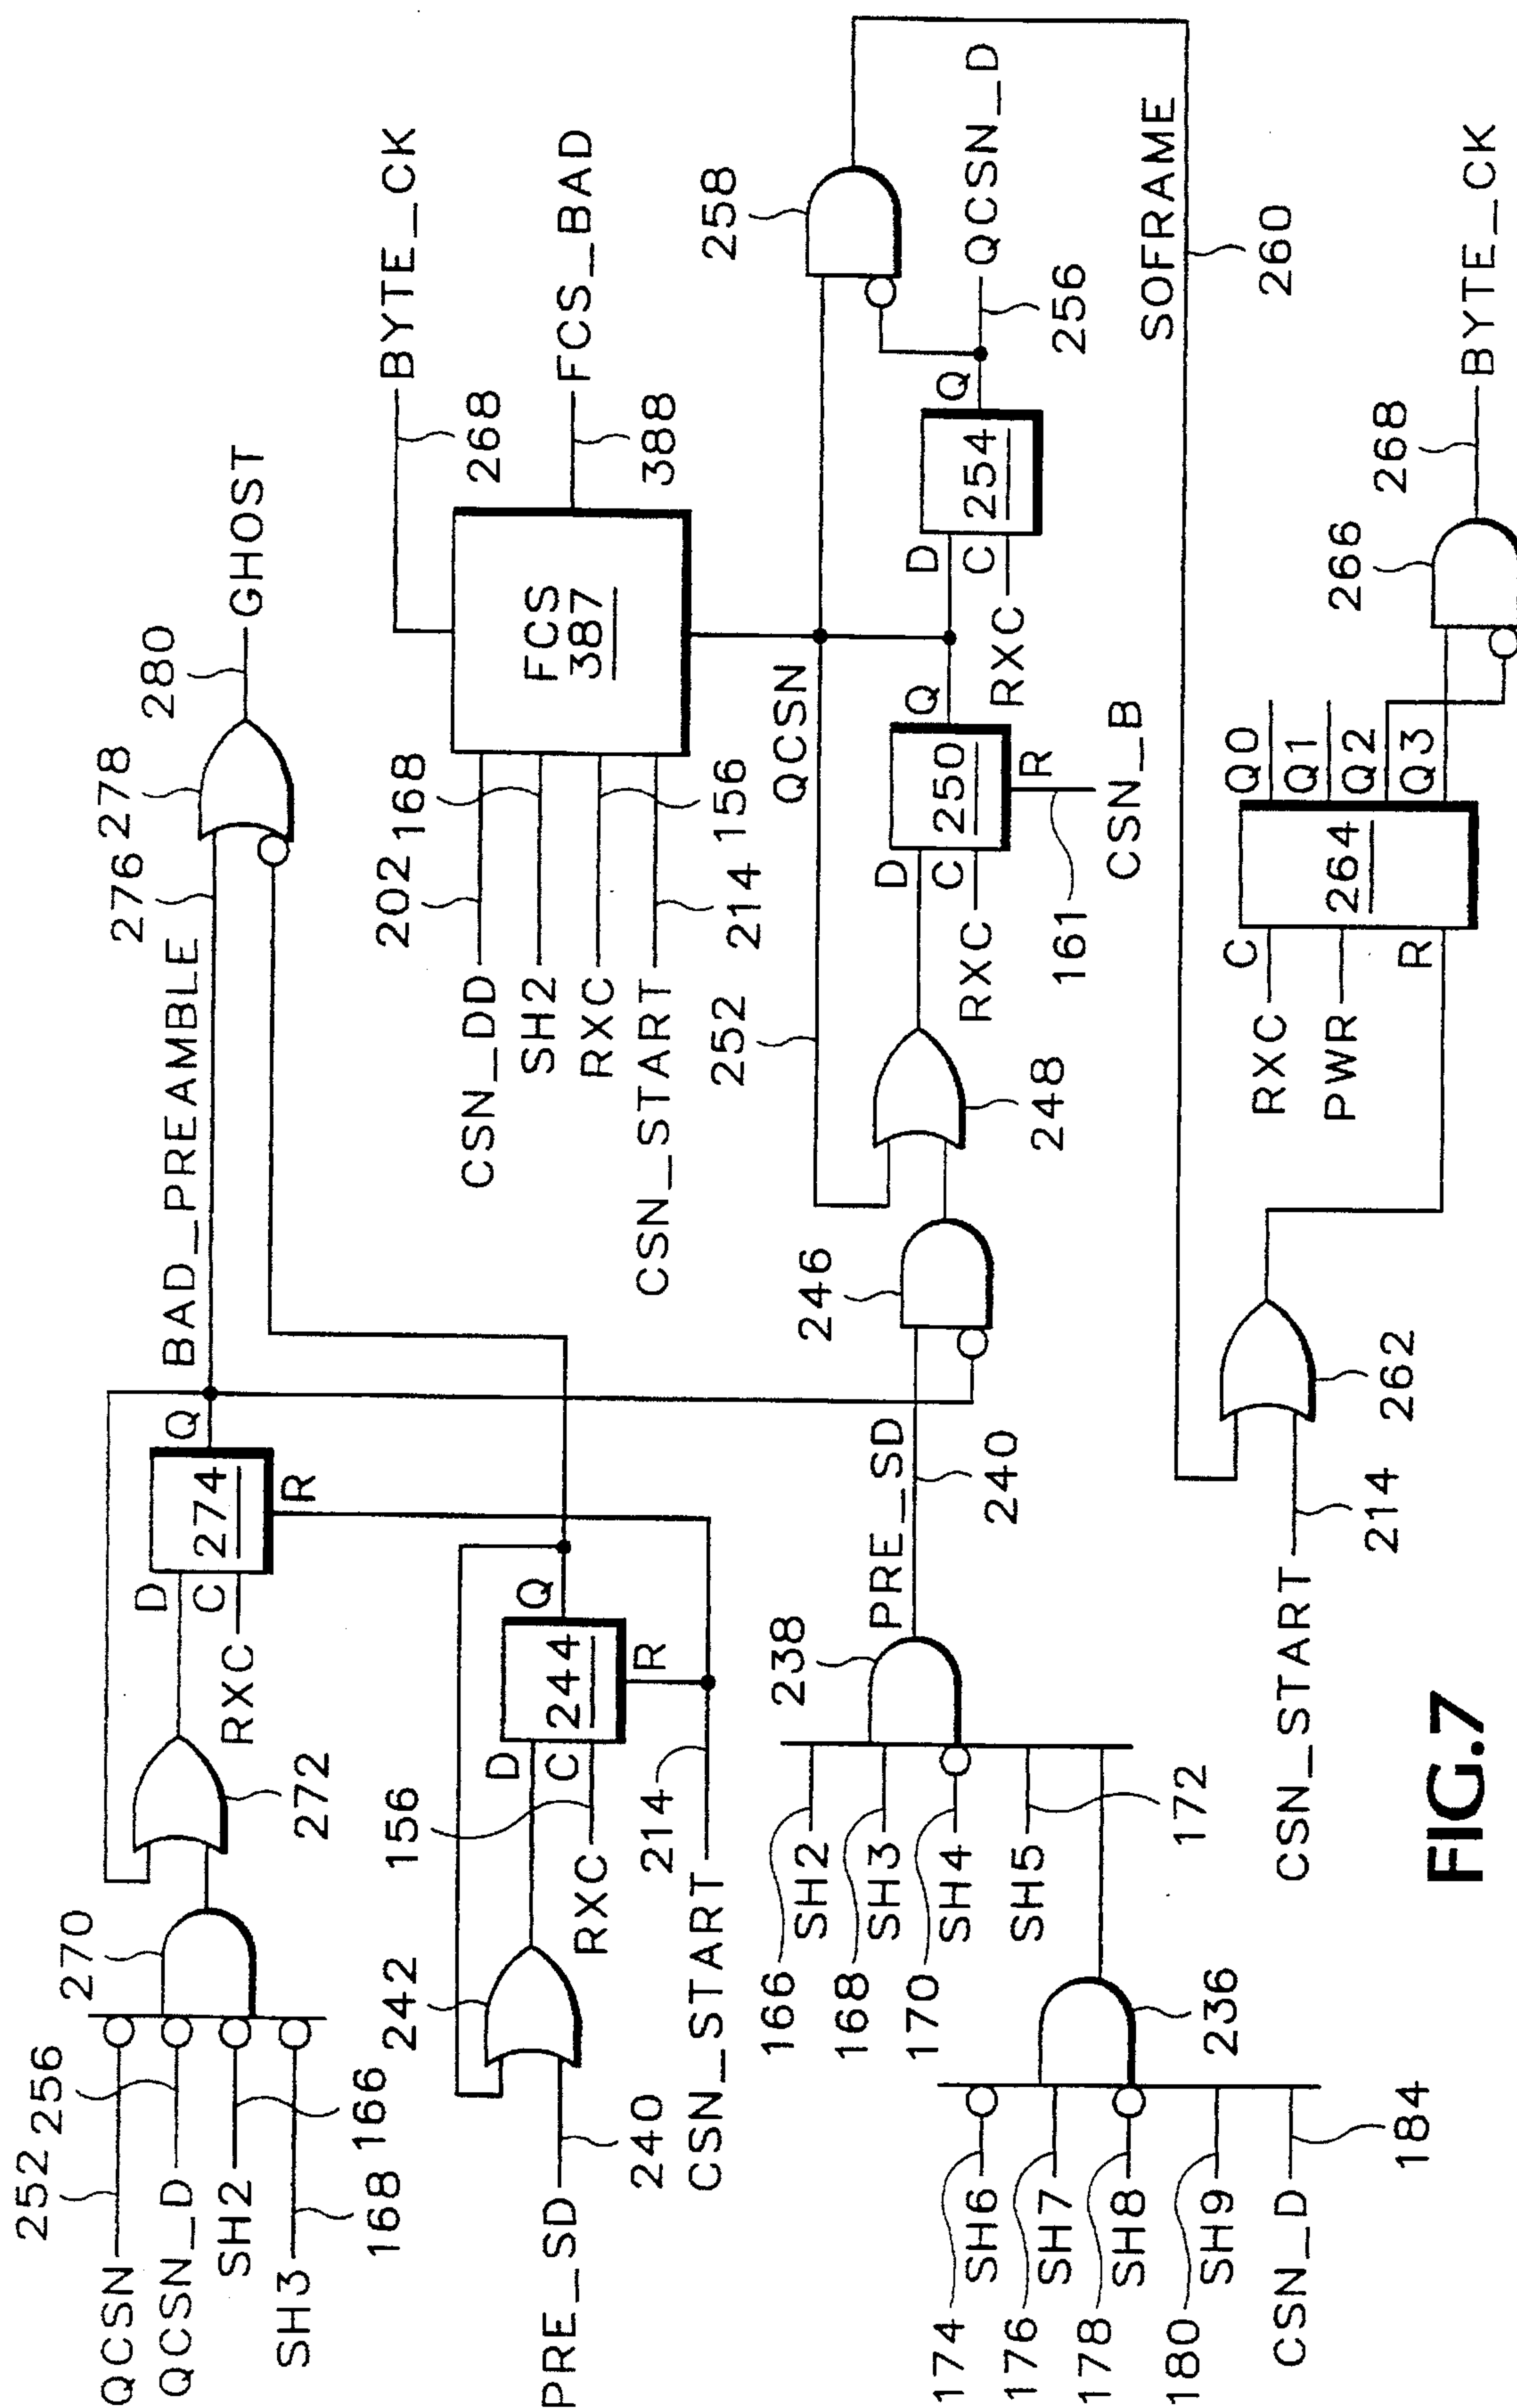 252
256
QCSN
QCSN_D
SH2
SH3
166
168
270
272
D
C
RXC
274
Q
R
BAD_PREAMBLE
276
278
280
GHOST
PRE_SD
240
242
156
D
C
RXC
244
Q
R
214
CSN_START
202
168
CSN_DD
SH2
RXC
CSN_START
156
214
FCS
387
BYTE_CK
268
FCS_BAD
388
174
SH6
176
SH7
178
SH8
180
SH9
CSN_D
184
236
166
SH2
168
SH3
170
SH4
SH5
172
238
PRE_SD
240
246
248
252
QCSN
D
C
RXC
250
Q
R
161
CSN_B
D
C
RXC
254
Q
256
QCSN_D
258
SOFRAME
260
CSN_START
214
262
RXC
PWR
C
R
264
Q0
Q1
Q2
Q3
266
268
BYTE_CK
FIG.7